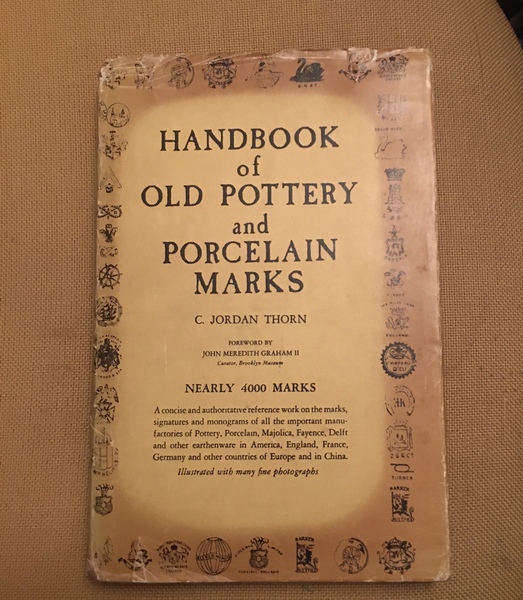 HANDBOOK
of
OLD POTTERY
and
PORCELAIN
MARKS
C. JORDAN THORN
FOREWORD BY
JOHN MEREDITH GRAHAM II
Curator, Brooklyn Museum
NEARLY 4000 MARKS
A concise and authoritative reference work on the marks,
signatures and monograms of all the important manu-
factories of Pottery, Porcelain, Majolica, Fayence, Delft
and other earthenware in America, England, France,
Germany and other countries of Europe and in China.
Illustrated with many fine photographs
TURNER
BARKER